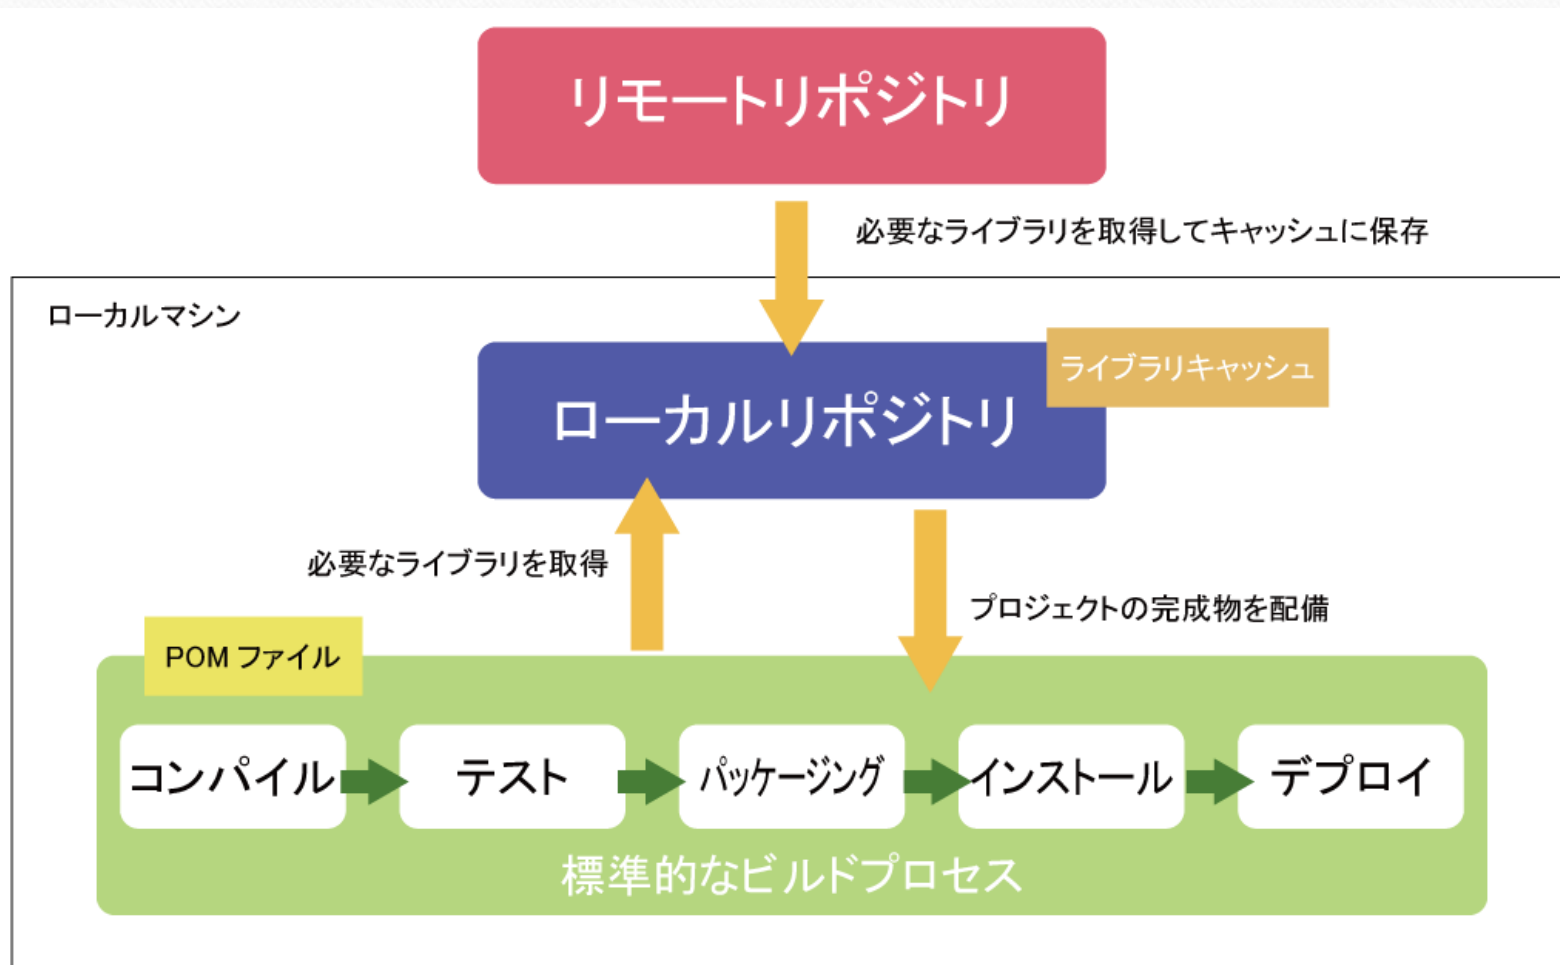 リモートリポジトリ
必要なライブラリを取得してキャッシュに保存
ローカルマシン
ライブラリキャッシュ
ローカルリポジトリ
必要なライブラリを取得
プロジェクトの完成物を配備
POM ファイル
コンパイル
テスト
パッケージング
インストール
デプロイ
標準的なビルドプロセス